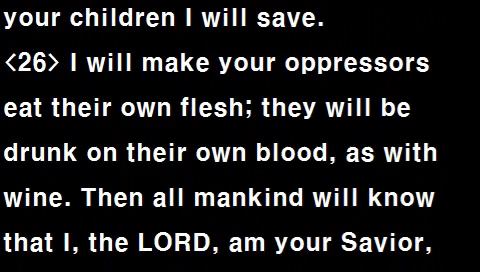 your children I will save.
<26> I will make your oppressors
eat their own flesh; they will be
drunk on their own blood, as with
wine. Then all mankind will know
that I, the LORD, am your Savior,